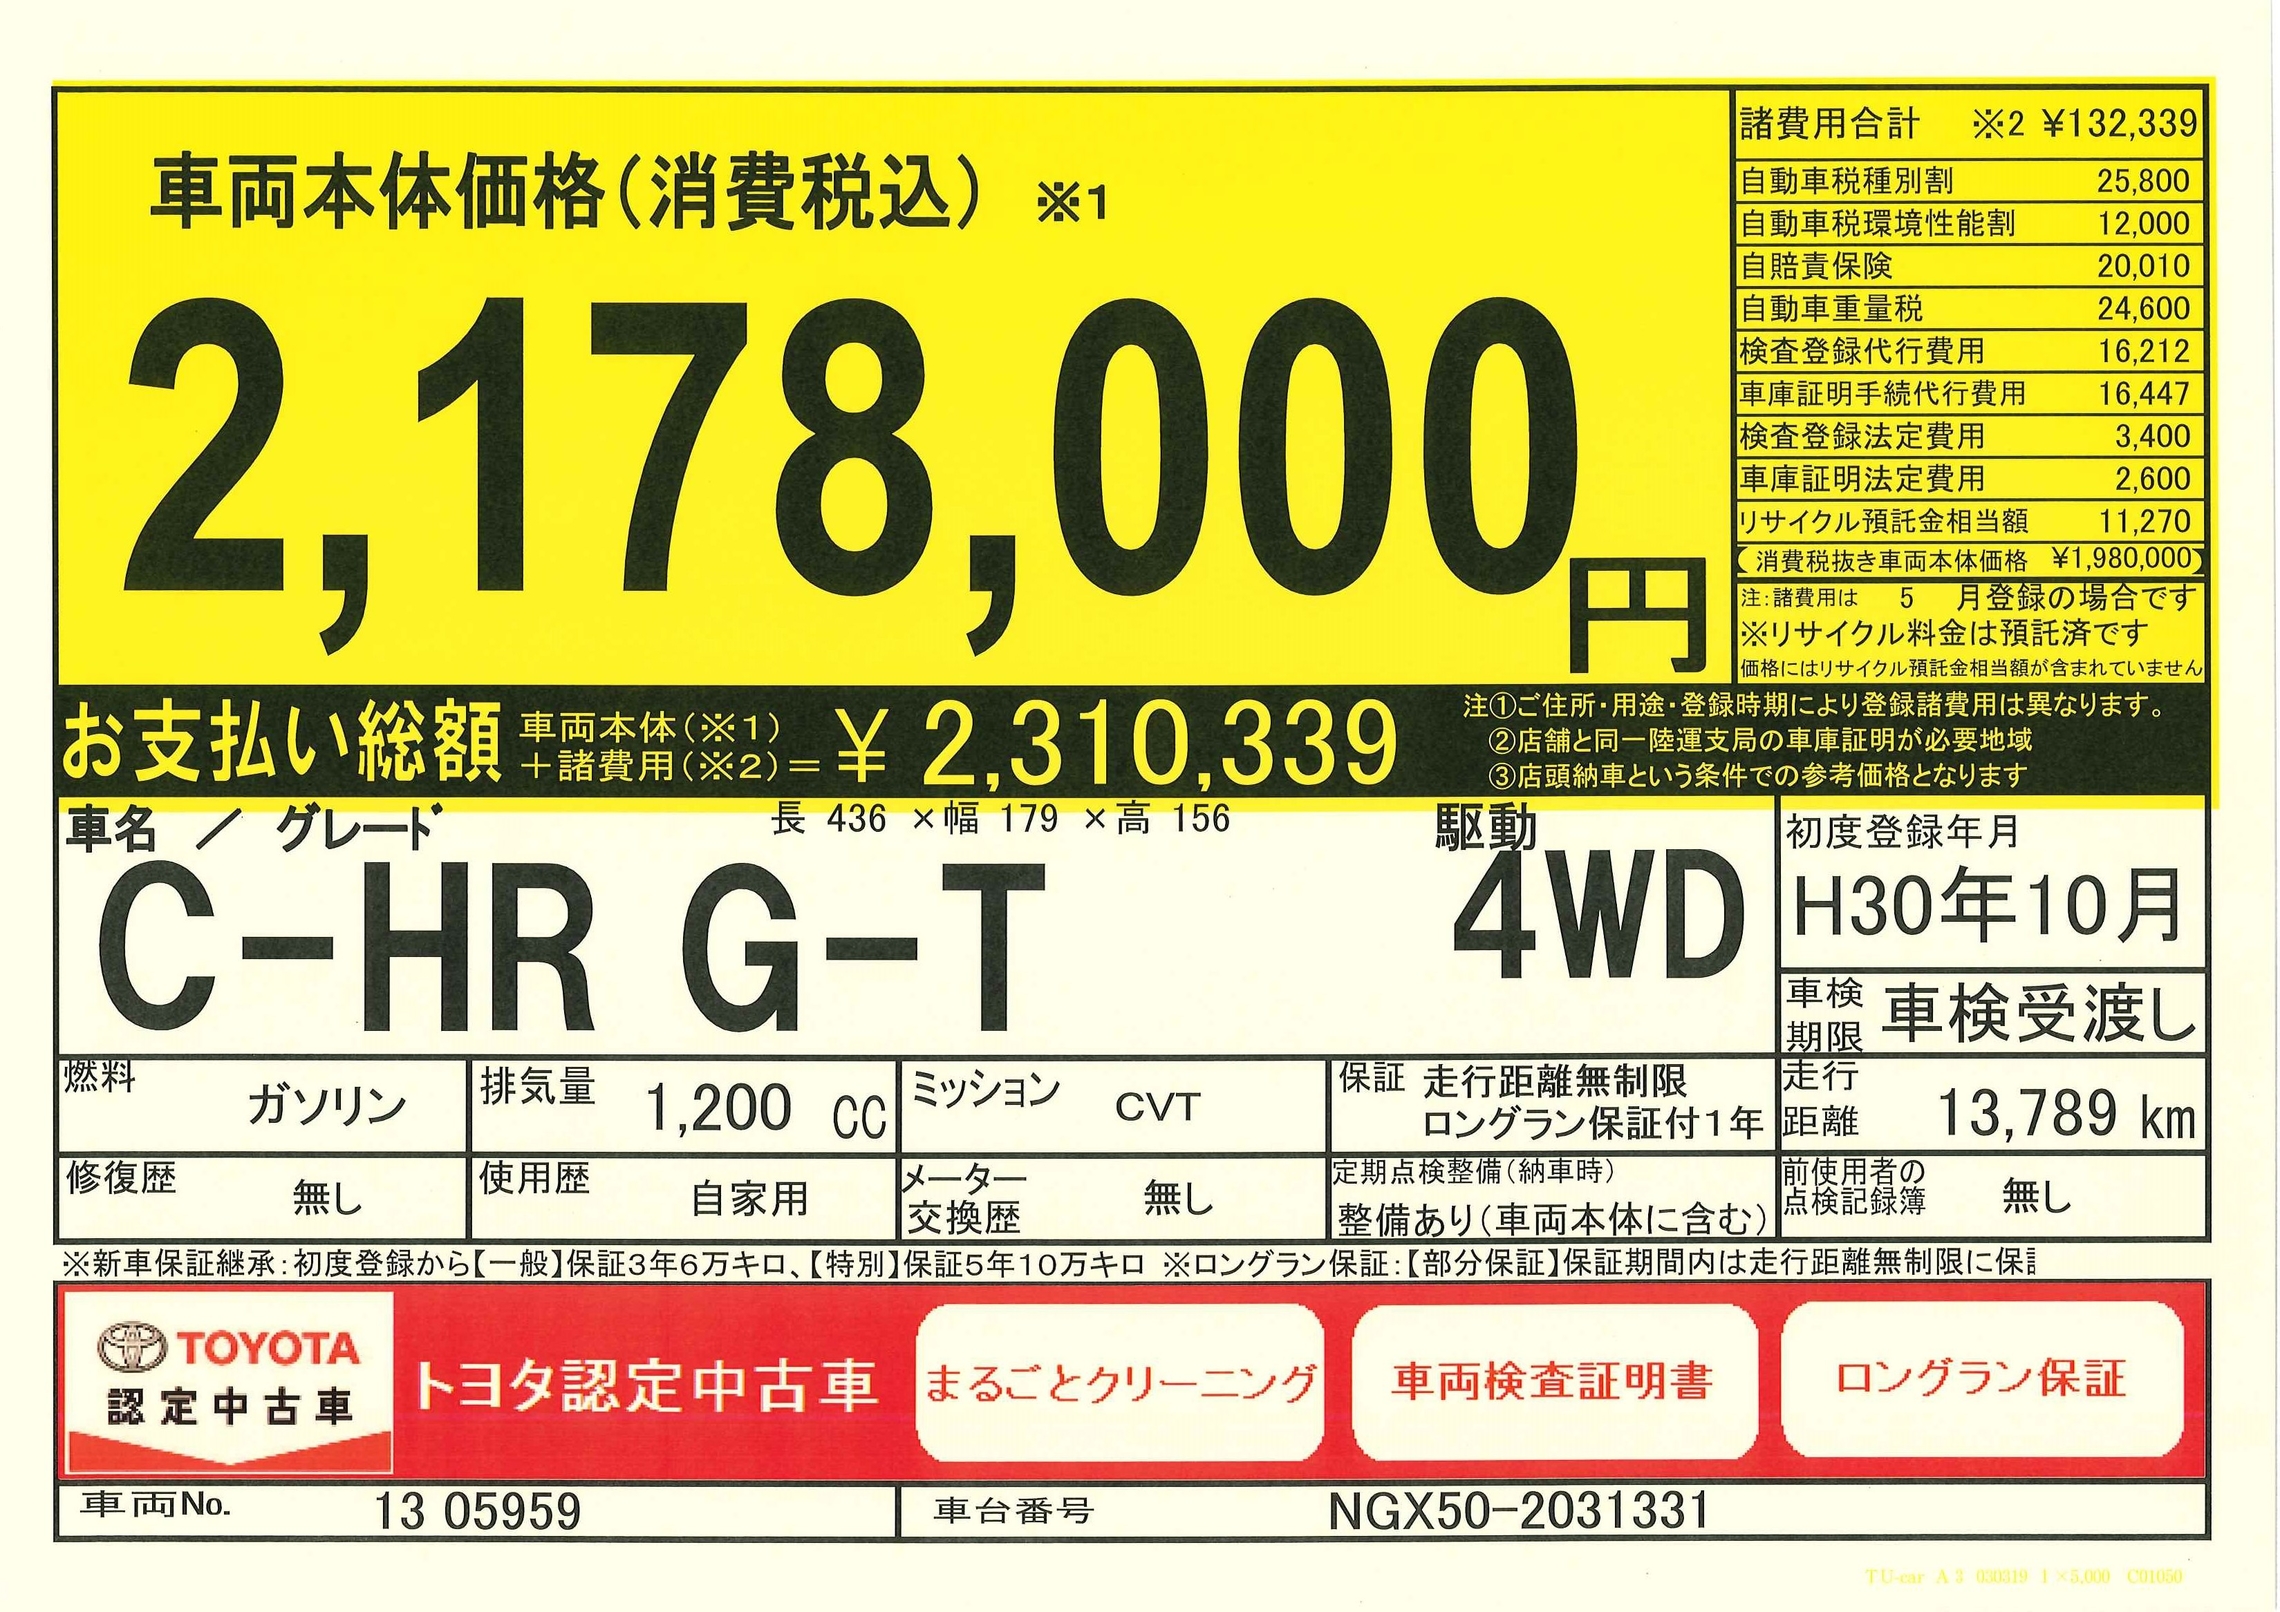 車両本体価格(消費税込) ※1
2,178,000円
諸費用合計 ※2 ¥132,339
自動車税種別割 25,800
自動車税環境性能割 12,000
自賠責保険 20,010
自動車重量税 24,600
検査登録代行費用 16,212
車庫証明手続代行費用 16,447
検査登録法定費用 3,400
車庫証明法定費用 2,600
リサイクル預託金相当額 11,270
(消費税抜き車両本体価格 ¥1,980,000)
注:諸費用は 5 月登録の場合です
※リサイクル料金は預託済です
価格にはリサイクル預託金相当額が含まれていません
お支払い総額 車両本体(※1)
+諸費用(※2)= ¥ 2,310,339
注①ご住所・用途・登録時期により登録諸費用は異なります。
②店舗と同一陸運支局の車庫証明が必要地域
③店頭納車という条件での参考価格となります
車名 / グレード 長 436 ×幅 179 ×高 156
C-HR G-T
駆動
4WD
初度登録年月
H30年10月
車検
期限 車検受渡し
燃料 ガソリン
排気量 1,200 CC
ミッション CVT
保証 走行距離無制限
ロングラン保証付1年
走行
距離 13,789 km
修復歴 無し
使用歴 自家用
メーター
交換歴 無し
定期点検整備(納車時)
整備あり(車両本体に含む)
前使用者の
点検記録簿 無し
※新車保証継承:初度登録から【一般】保証3年6万キロ、【特別】保証5年10万キロ ※ロングラン保証:【部分保証】保証期間内は走行距離無制限に保証
TOYOTA
認定中古車
トヨタ認定中古車
まるごとクリーニング
車両検査証明書
ロングラン保証
車両No. 13 05959
車台番号 NGX50-2031331
TU-car A3 030319 1×5,000 C01050